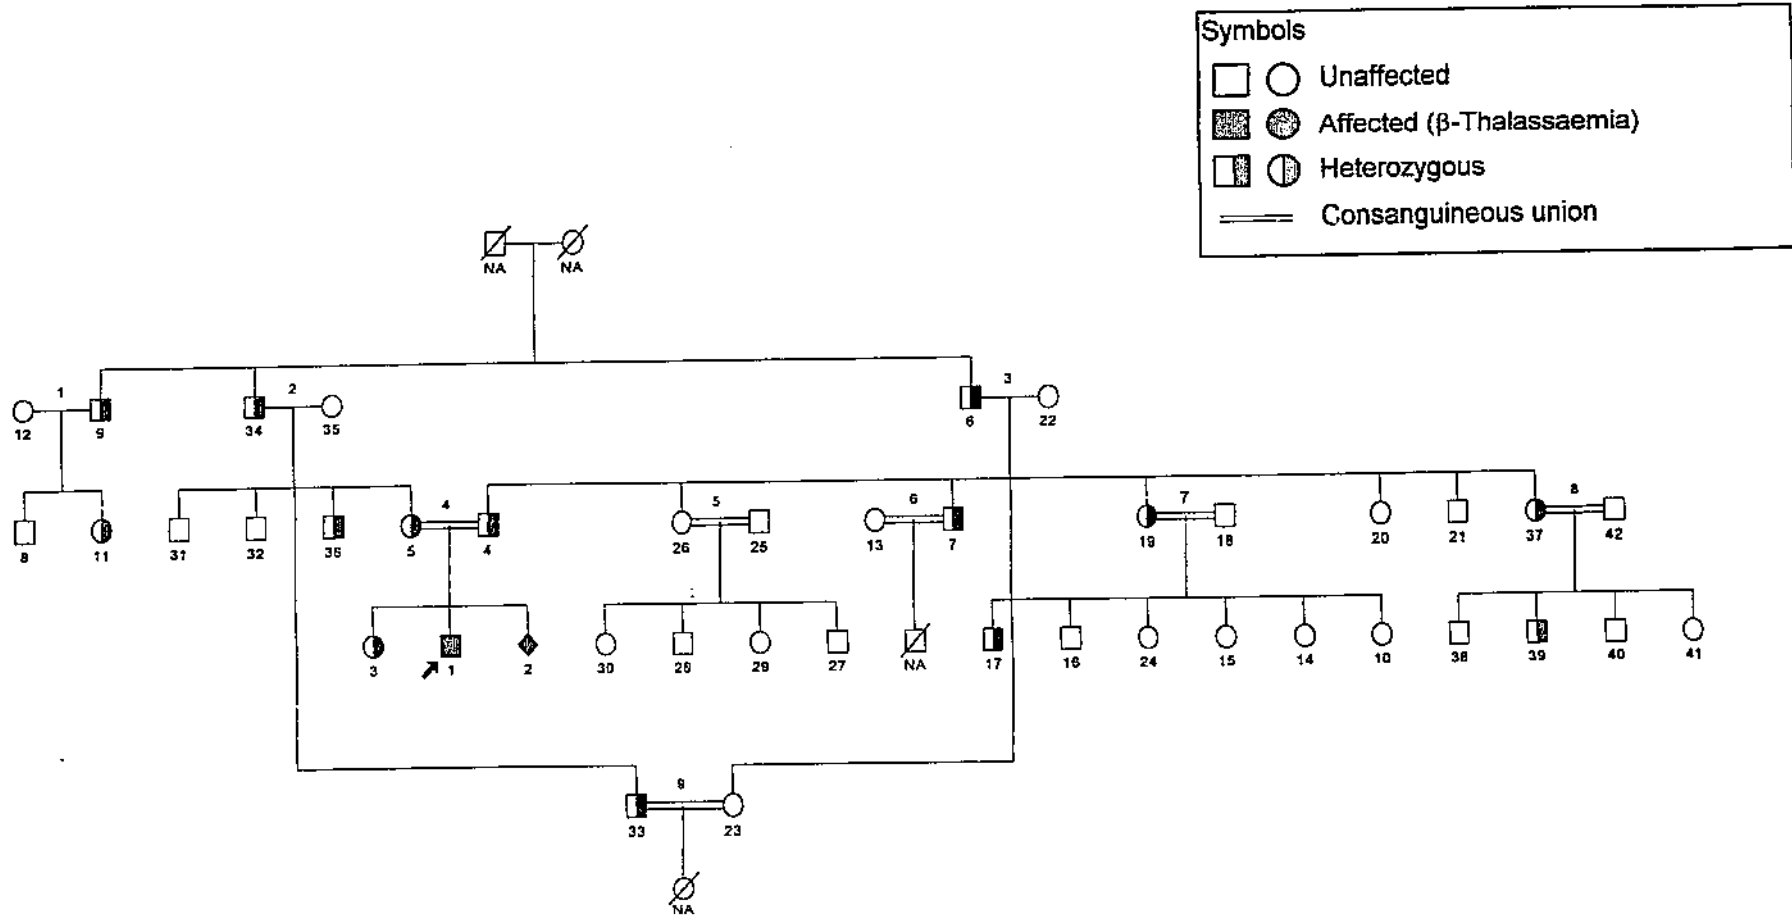 Symbols
Unaffected
Affected (β-Thalassaemia)
Heterozygous
Consanguineous union
NA NA
1 2 3
12 9 34 35 6 22
4 5 6 7 8
8 11 31 32 36 5 4 26 25 13 7 19 18 20 21 37 42
3 1 2 30 28 29 27 NA 17 16 24 15 14 10 38 39 40 41
9
33 23
NA